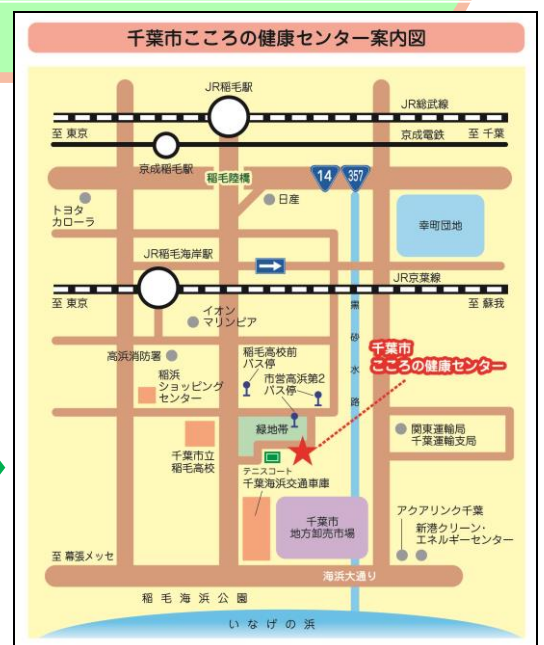 千葉市こころの健康センター案内図
JR稲毛駅
JR総武線
至 東京
京成電鉄
至 千葉
京成稲毛駅
稲毛陸橋
14
357
日産
トヨタ
カローラ
幸町団地
JR稲毛海岸駅
JR京葉線
至 東京
至 蘇我
イオン
マリンピア
黒砂水路
高浜消防署
稲毛高校前
バス停
千葉市
こころの健康センター
稲浜
ショッピング
センター
市営高浜第2
バス停
緑地帯
関東運輸局
千葉運輸支局
千葉市立
稲毛高校
テニスコート
千葉海浜交通車庫
千葉市
地方卸売市場
アクアリンク千葉
新港クリーン・
エネルギーセンター
至 幕張メッセ
海浜大通り
稲毛海浜公園
いなげの浜